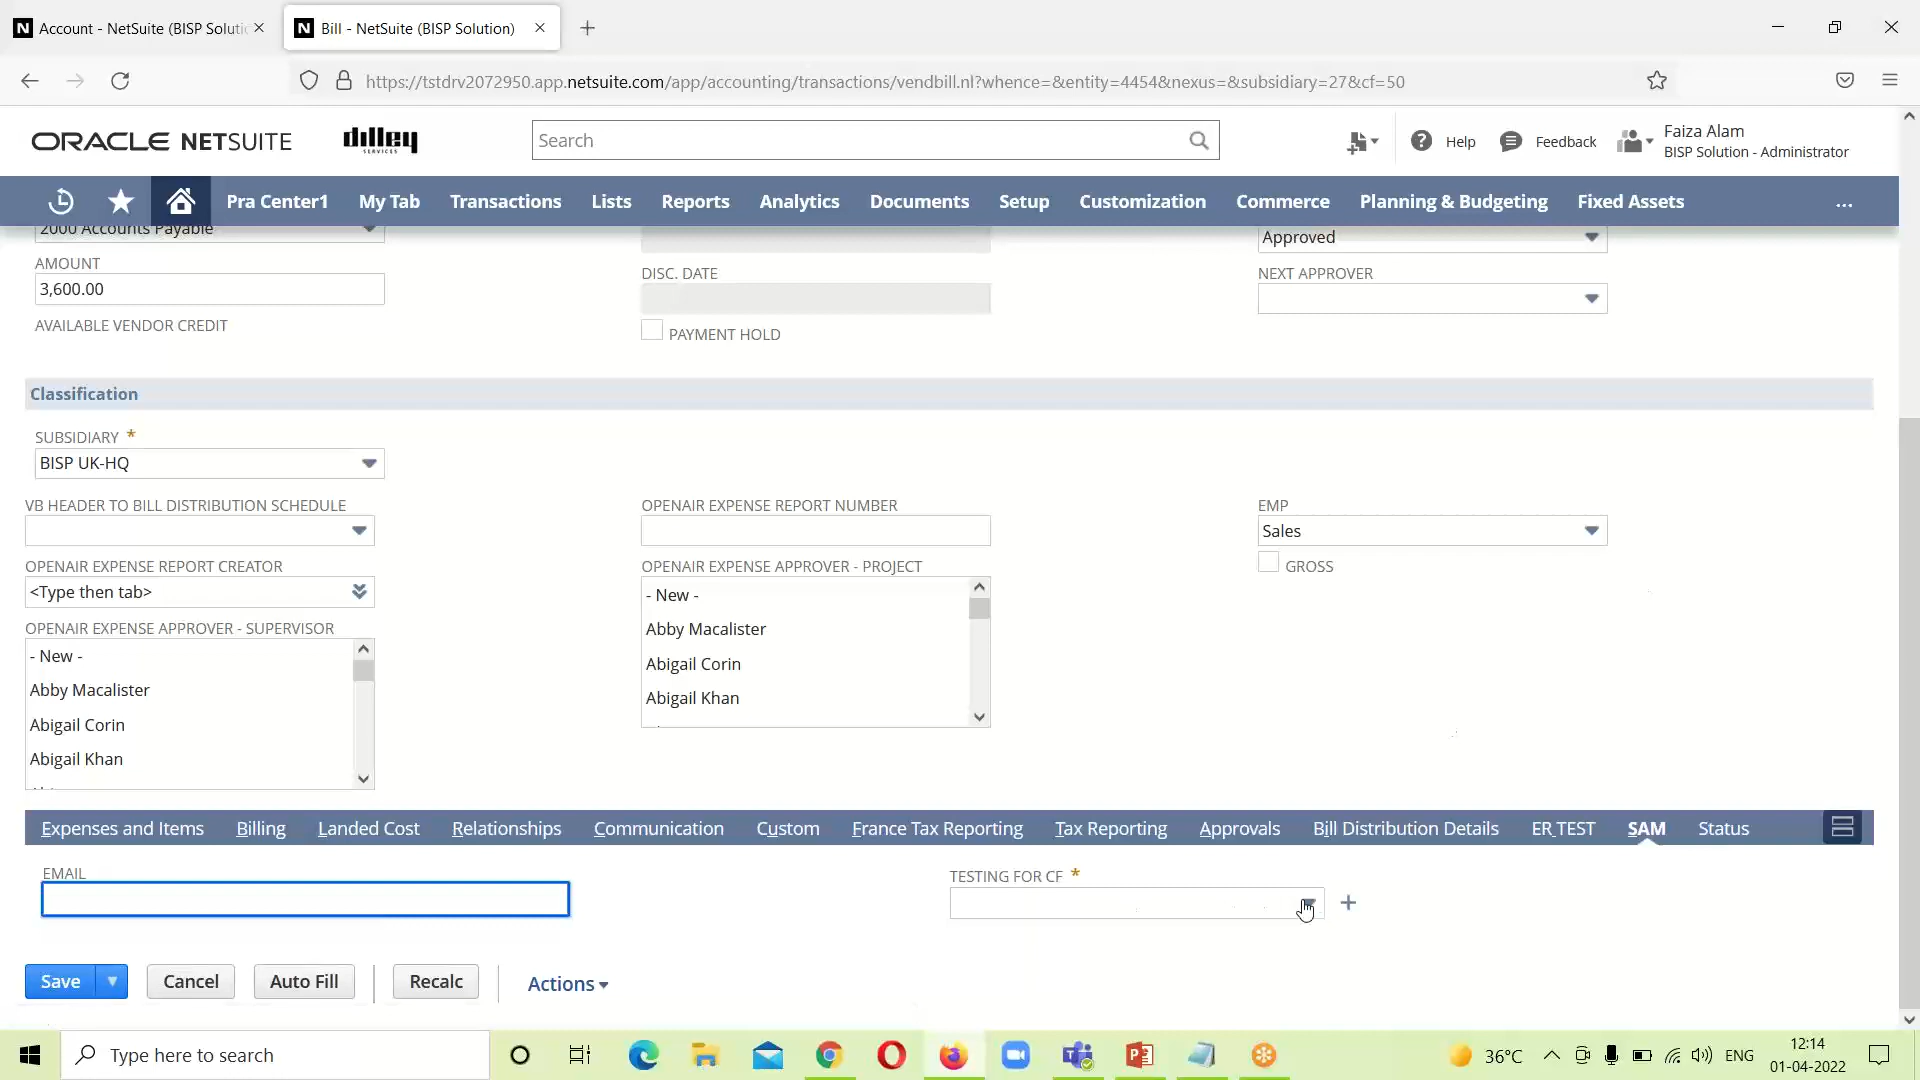 Account - NetSuite (BISP Soluti
Bill - NetSuite (BISP Solution)
https://tstdrv2072950.app.netsuite.com/app/accounting/transactions/vendbill.nl?whence=&entity=4454&nexus=&subsidiary=27&cf=50
ORACLE NETSUITE
dilley
SERVICES
Search
Help
Feedback
Faiza Alam
BISP Solution - Administrator
Pra Center1 My Tab Transactions Lists Reports Analytics Documents Setup Customization Commerce Planning & Budgeting Fixed Assets ...
2000 Accounts Payable
Approved
AMOUNT
3,600.00
DISC. DATE
NEXT APPROVER
AVAILABLE VENDOR CREDIT
PAYMENT HOLD
Classification
SUBSIDIARY *
BISP UK-HQ
VB HEADER TO BILL DISTRIBUTION SCHEDULE
OPENAIR EXPENSE REPORT NUMBER
EMP
Sales
OPENAIR EXPENSE REPORT CREATOR
<Type then tab>
OPENAIR EXPENSE APPROVER - PROJECT
GROSS
- New -
Abby Macalister
Abigail Corin
Abigail Khan
OPENAIR EXPENSE APPROVER - SUPERVISOR
- New -
Abby Macalister
Abigail Corin
Abigail Khan
Expenses and Items Billing Landed Cost Relationships Communication Custom France Tax Reporting Tax Reporting Approvals Bill Distribution Details ER_TEST SAM Status
EMAIL
TESTING FOR CF *
Save
Cancel
Auto Fill
Recalc
Actions
Type here to search
36°C
ENG
12:14
01-04-2022